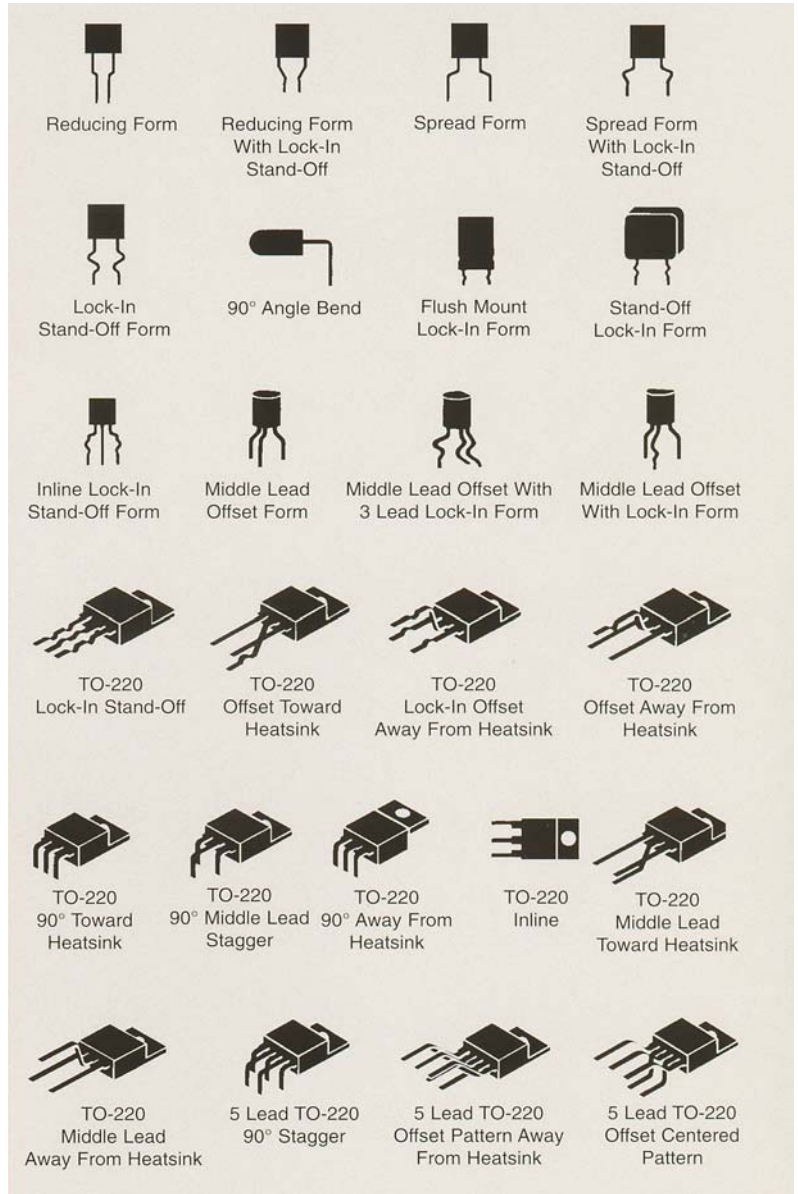 Reducing Form
Reducing Form
With Lock-In
Stand-Off
Spread Form
Spread Form
With Lock-In
Stand-Off
Lock-In
Stand-Off Form
90° Angle Bend
Flush Mount
Lock-In Form
Stand-Off
Lock-In Form
Inline Lock-In
Stand-Off Form
Middle Lead
Offset Form
Middle Lead Offset With
3 Lead Lock-In Form
Middle Lead Offset
With Lock-In Form
TO-220
Lock-In Stand-Off
TO-220
Offset Toward
Heatsink
TO-220
Lock-In Offset
Away From Heatsink
TO-220
Offset Away From
Heatsink
TO-220
90° Toward
Heatsink
TO-220
90° Middle Lead
Stagger
TO-220
90° Away From
Heatsink
TO-220
Inline
TO-220
Middle Lead
Toward Heatsink
TO-220
Middle Lead
Away From Heatsink
5 Lead TO-220
90° Stagger
5 Lead TO-220
Offset Pattern Away
From Heatsink
5 Lead TO-220
Offset Centered
Pattern